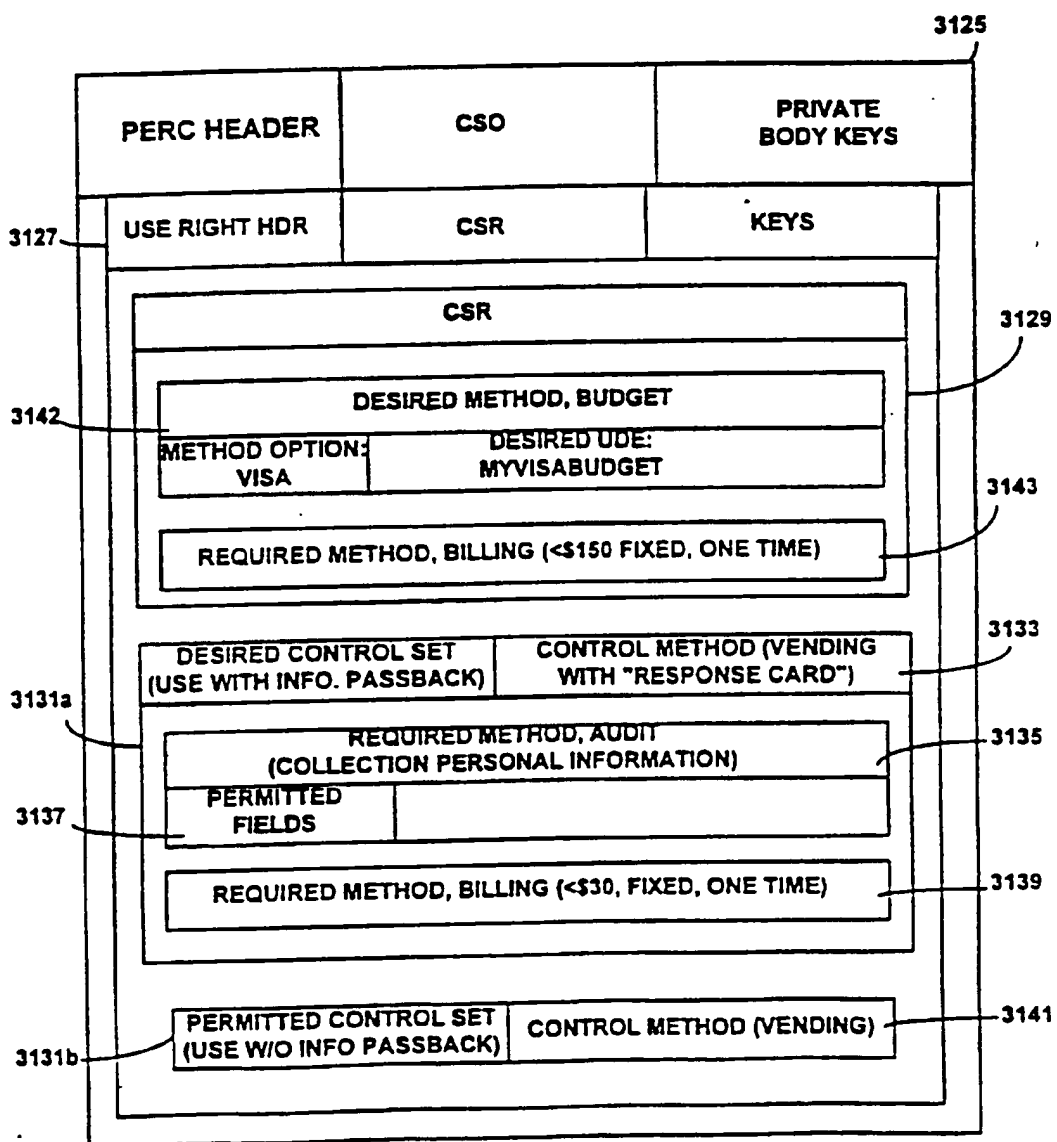 3125
PERC HEADER
CSO
PRIVATE
BODY KEYS
3127
USE RIGHT HDR
CSR
KEYS
CSR
3129
DESIRED METHOD, BUDGET
3142
METHOD OPTION:
VISA
DESIRED UDE:
MYVISABUDGET
3143
REQUIRED METHOD, BILLING (<$150 FIXED, ONE TIME)
DESIRED CONTROL SET
(USE WITH INFO. PASSBACK)
CONTROL METHOD (VENDING
WITH "RESPONSE CARD")
3133
3131a
REQUIRED METHOD, AUDIT
(COLLECTION PERSONAL INFORMATION)
3135
3137
PERMITTED
FIELDS
REQUIRED METHOD, BILLING (<$30, FIXED, ONE TIME)
3139
PERMITTED CONTROL SET
(USE W/O INFO PASSBACK)
CONTROL METHOD (VENDING)
3141
3131b